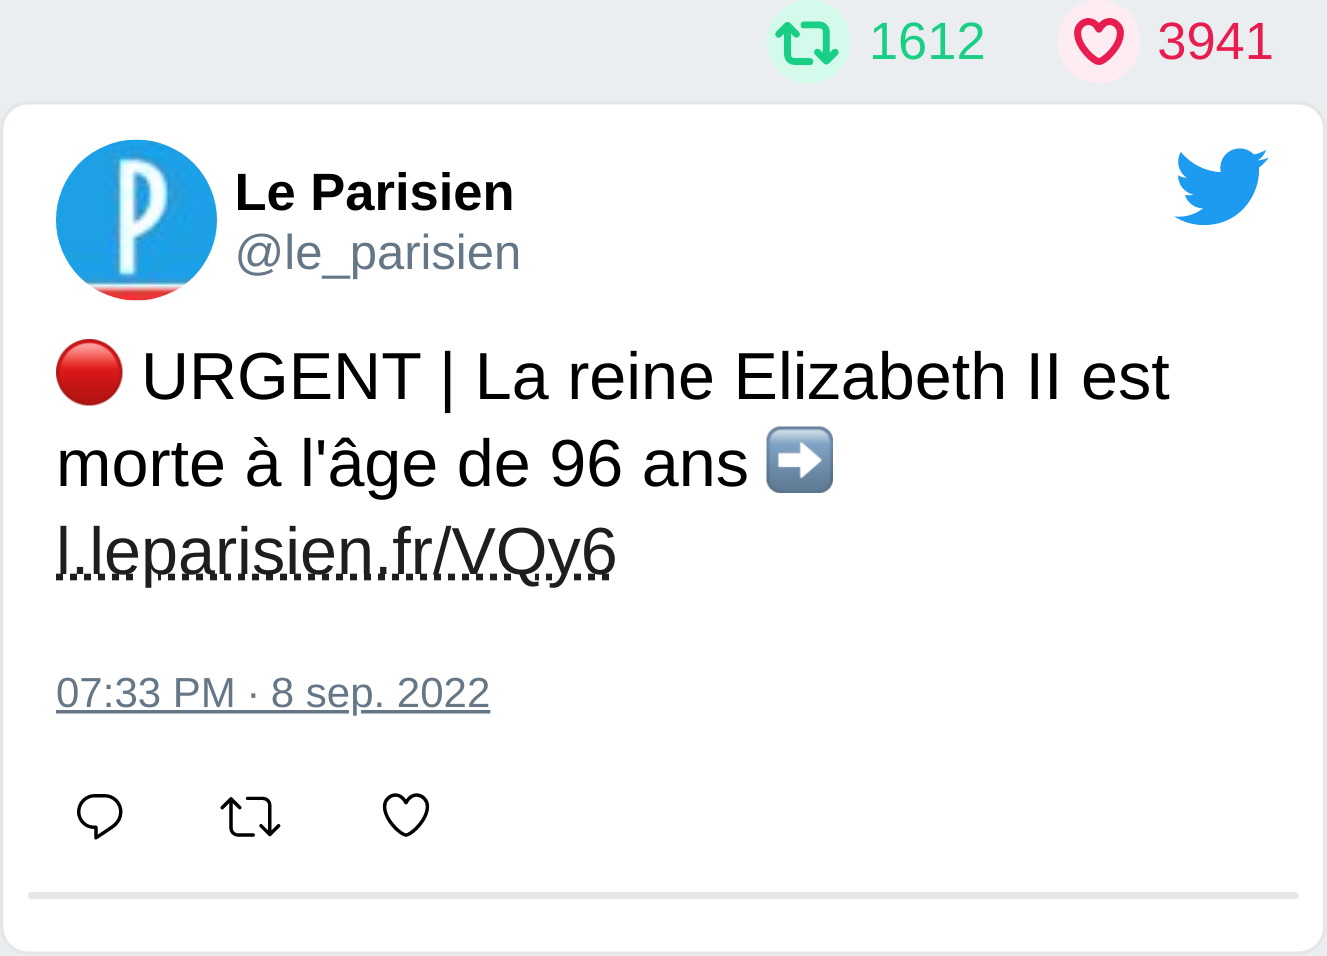 1612 3941
Le Parisien
@le_parisien
🔴 URGENT | La reine Elizabeth II est
morte à l'âge de 96 ans ➡️
l.leparisien.fr/VQy6
07:33 PM · 8 sep. 2022